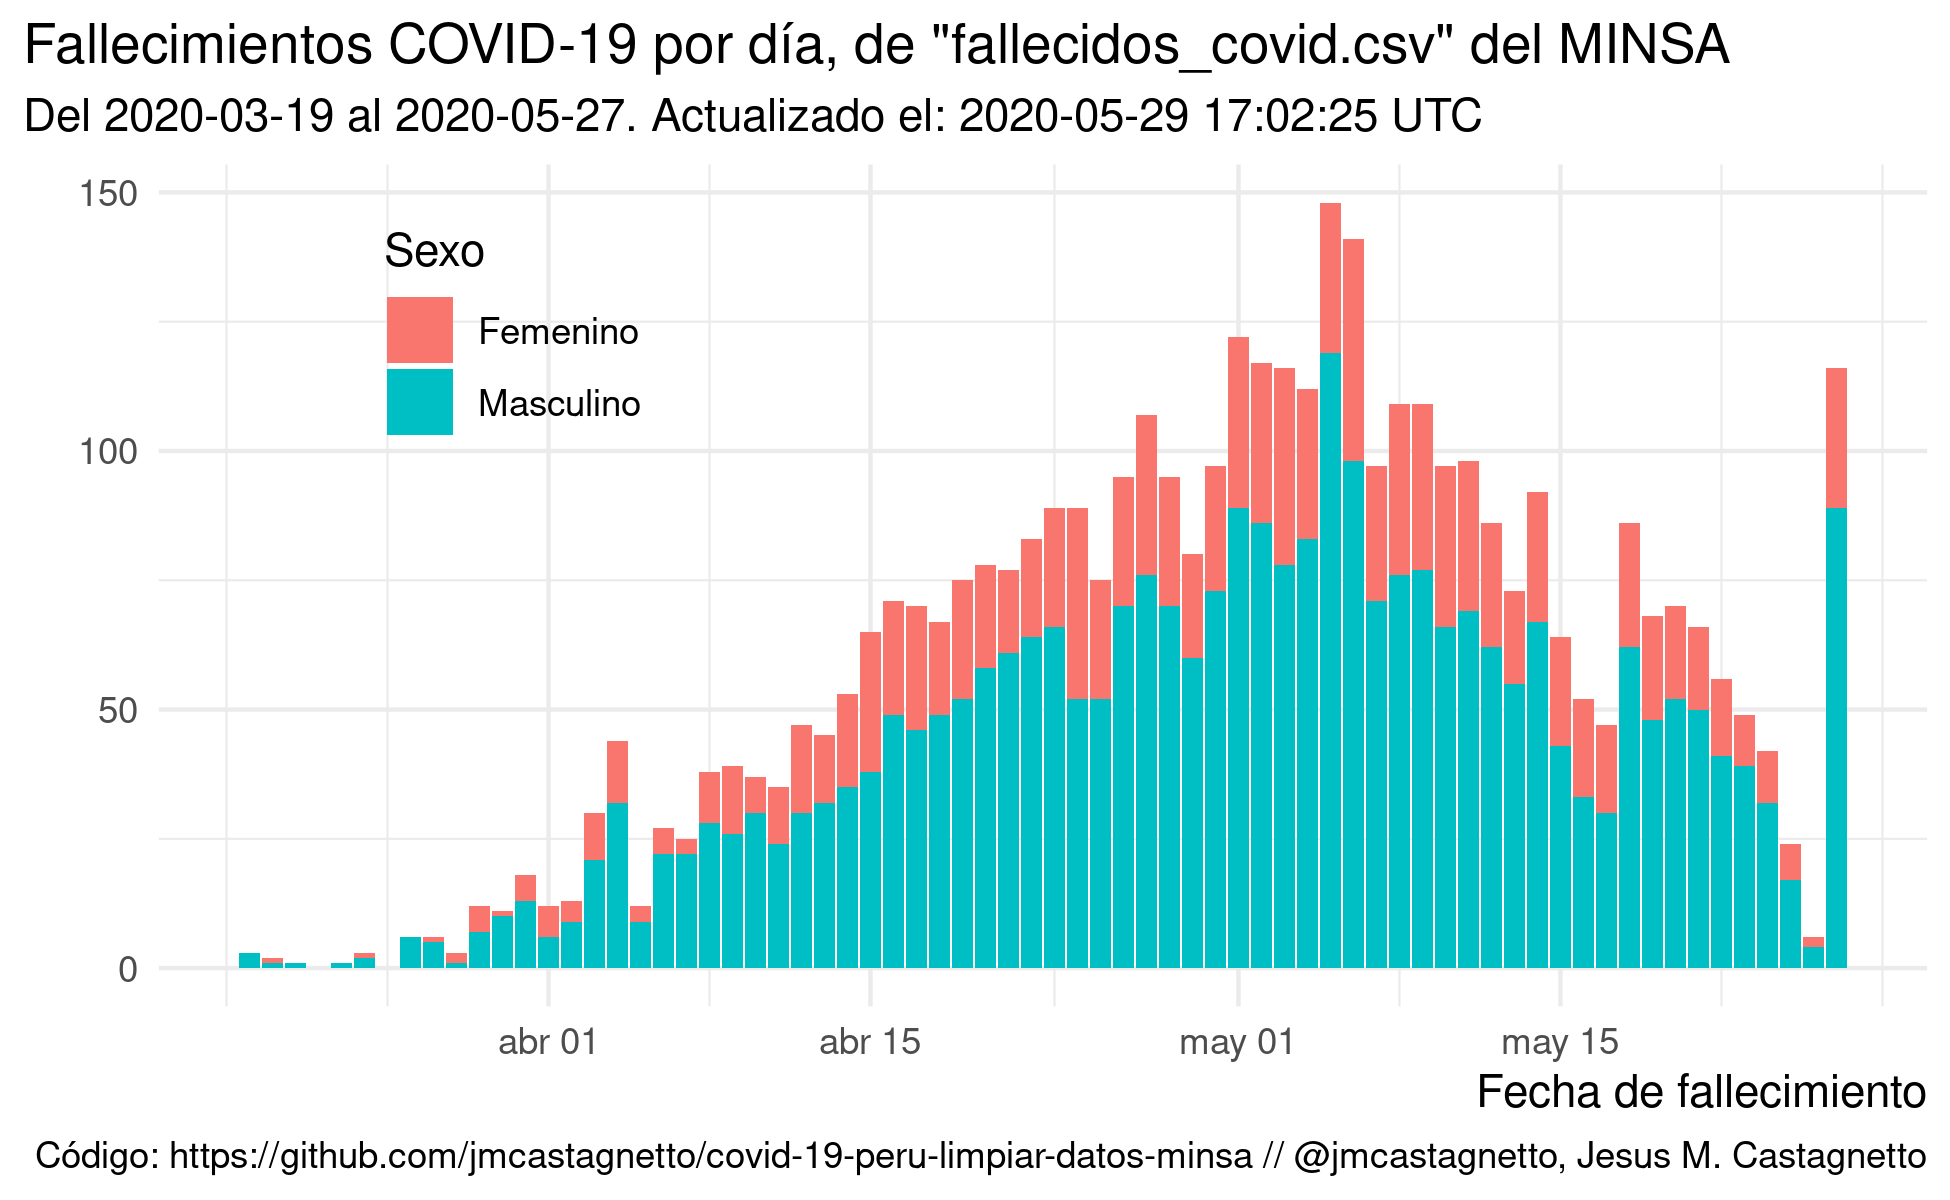 Fallecimientos COVID-19 por día, de "fallecidos_covid.csv" del MINSA
Del 2020-03-19 al 2020-05-27. Actualizado el: 2020-05-29 17:02:25 UTC
150
100
50
0
Sexo
Femenino
Masculino
abr 01 abr 15 may 01 may 15
Fecha de fallecimiento
Código: https://github.com/jmcastagnetto/covid-19-peru-limpiar-datos-minsa // @jmcastagnetto, Jesus M. Castagnetto